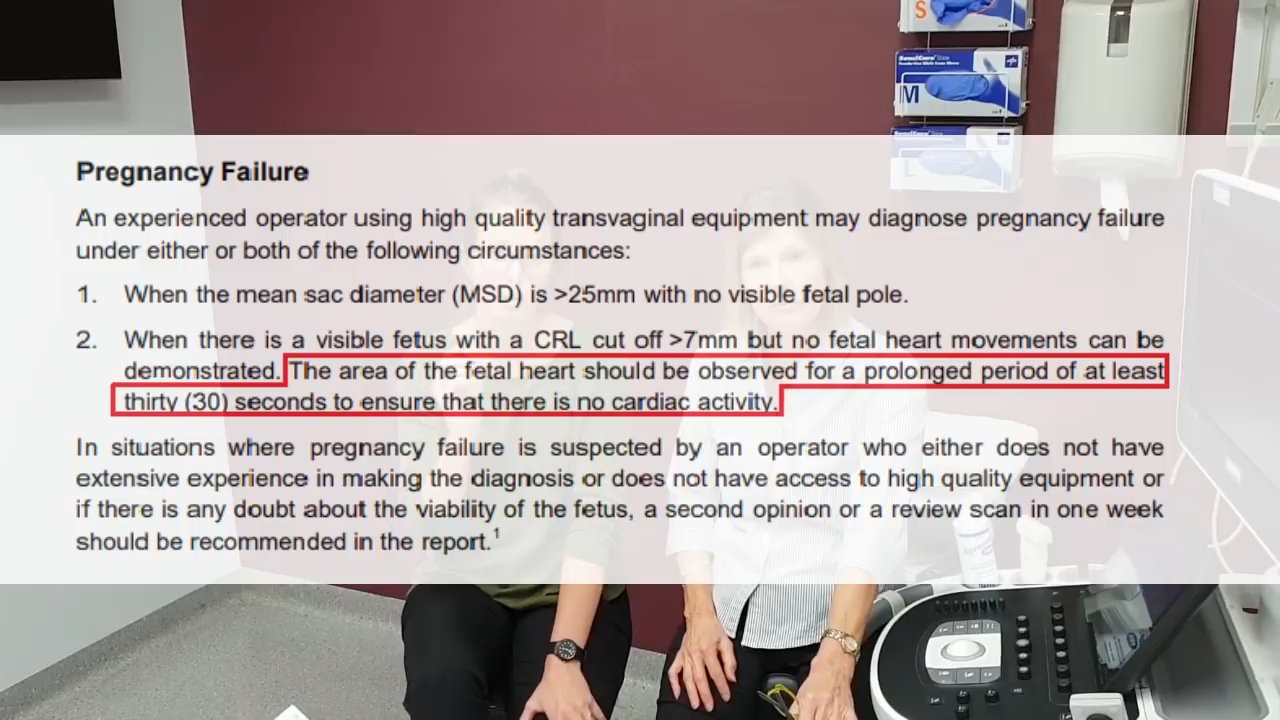 S
SensiCare
M
SensiCare
L
Pregnancy Failure
An experienced operator using high quality transvaginal equipment may diagnose pregnancy failure
under either or both of the following circumstances:
1. When the mean sac diameter (MSD) is >25mm with no visible fetal pole.
2. When there is a visible fetus with a CRL cut off >7mm but no fetal heart movements can be
demonstrated. The area of the fetal heart should be observed for a prolonged period of at least
thirty (30) seconds to ensure that there is no cardiac activity.
In situations where pregnancy failure is suspected by an operator who either does not have
extensive experience in making the diagnosis or does not have access to high quality equipment or
if there is any doubt about the viability of the fetus, a second opinion or a review scan in one week
should be recommended in the report.1